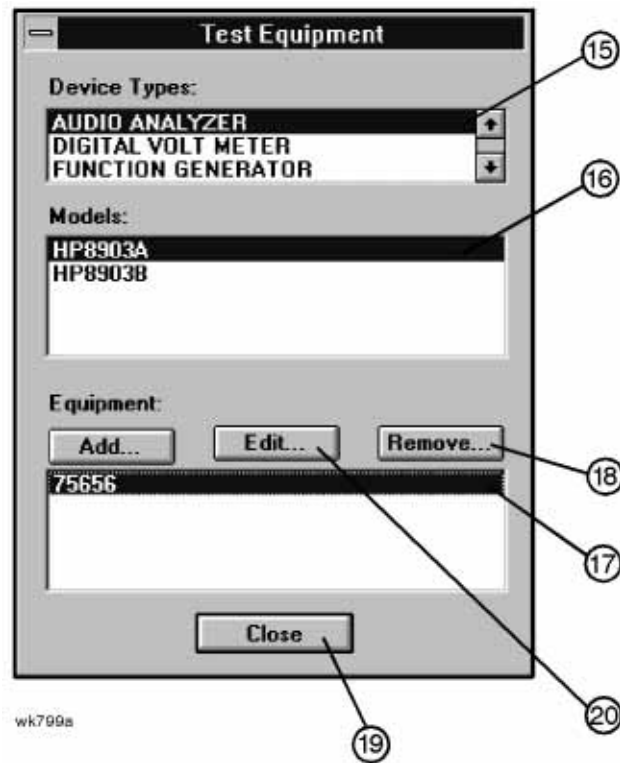 Test Equipment
15
Device Types:
AUDIO ANALYZER
DIGITAL VOLT METER
FUNCTION GENERATOR
16
Models:
HP8903A
HP8903B
Equipment:
Add... Edit... Remove...
18
75656
17
Close
20
wk799a
19